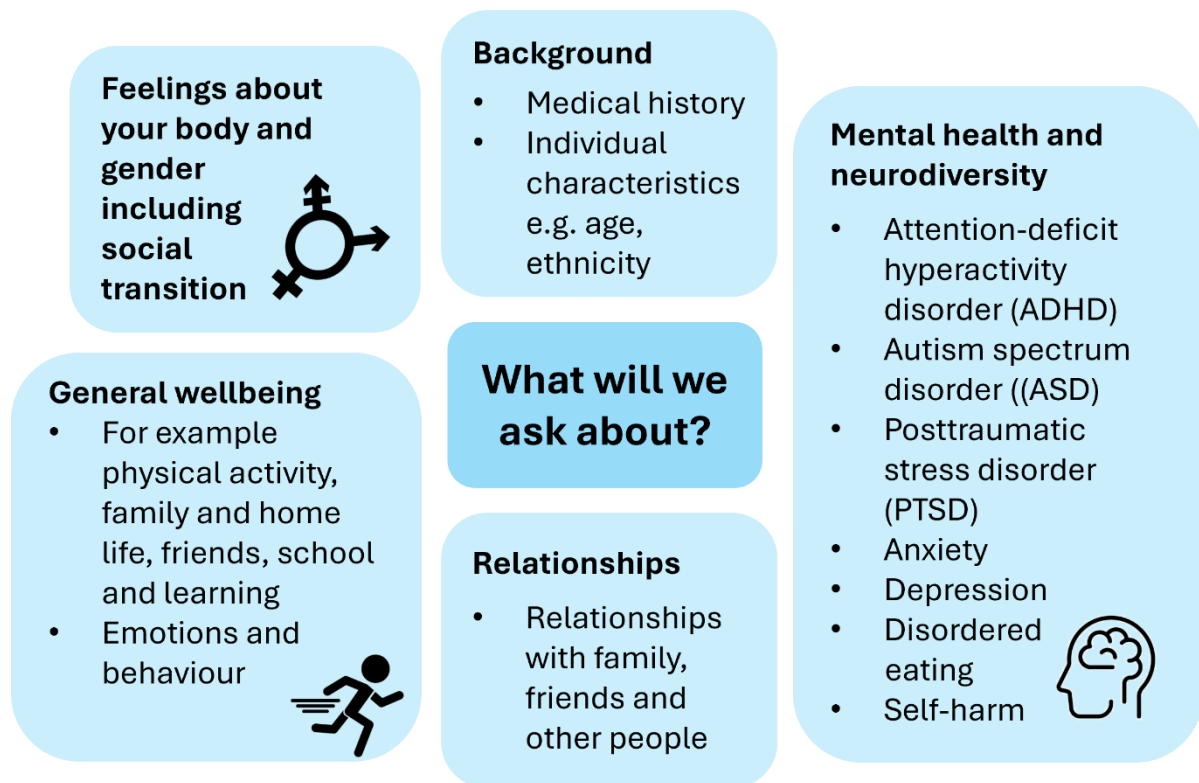 Feelings about
your body and
gender
including
social
transition
Background
• Medical history
• Individual
characteristics
e.g. age,
ethnicity
Mental health and
neurodiversity
• Attention-deficit
hyperactivity
disorder (ADHD)
• Autism spectrum
disorder ((ASD)
• Posttraumatic
stress disorder
(PTSD)
• Anxiety
• Depression
• Disordered
eating
• Self-harm
What will we
ask about?
General wellbeing
• For example
physical activity,
family and home
life, friends, school
and learning
• Emotions and
behaviour
Relationships
• Relationships
with family,
friends and
other people